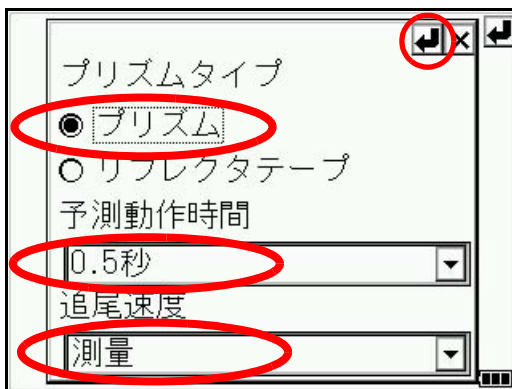 プリズムタイプ
プリズム
リフレクタテープ
予測動作時間
0.5秒
追尾速度
測量